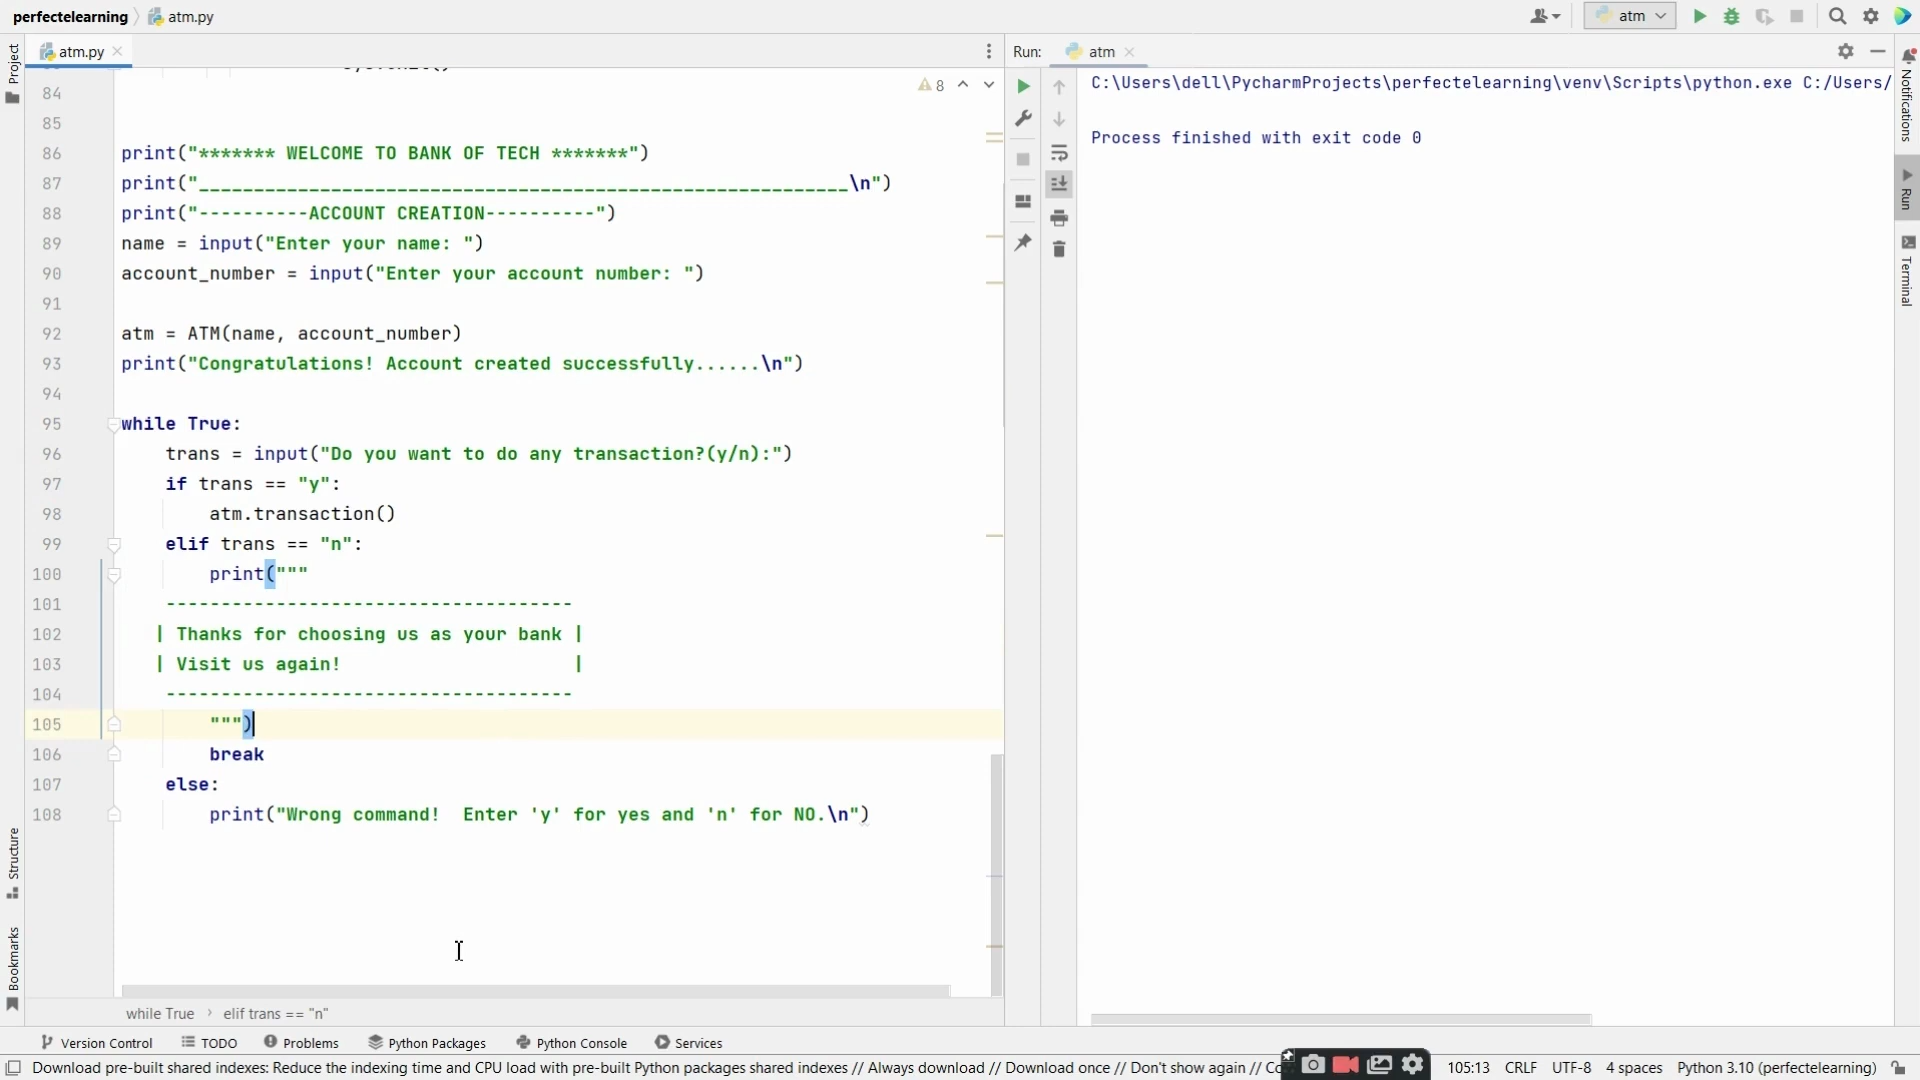 perfectelearning
atm.py
atm
Project
atm.py
8
Run:
atm
84
85
86 print("******* WELCOME TO BANK OF TECH *******")
87 print("___________________________________________________________\n")
88 print("----------ACCOUNT CREATION----------")
89 name = input("Enter your name: ")
90 account_number = input("Enter your account number: ")
91
92 atm = ATM(name, account_number)
93 print("Congratulations! Account created successfully......\n")
94
95 while True:
96 trans = input("Do you want to do any transaction?(y/n):")
97 if trans == "y":
98 atm.transaction()
99 elif trans == "n":
100 print("""
101 -------------------------------------
102 | Thanks for choosing us as your bank |
103 | Visit us again!                     |
104 -------------------------------------
105 """)
106 break
107 else:
108 print("Wrong command!  Enter 'y' for yes and 'n' for NO.\n")
C:\Users\dell\PycharmProjects\perfectelearning\venv\Scripts\python.exe C:/Users/
Process finished with exit code 0
Notifications
Run
Terminal
Structure
Bookmarks
while True
elif trans == "n"
Version Control
TODO
Problems
Python Packages
Python Console
Services
Download pre-built shared indexes: Reduce the indexing time and CPU load with pre-built Python packages shared indexes // Always download // Download once // Don't show again //
105:13
CRLF
UTF-8
4 spaces
Python 3.10 (perfectelearning)